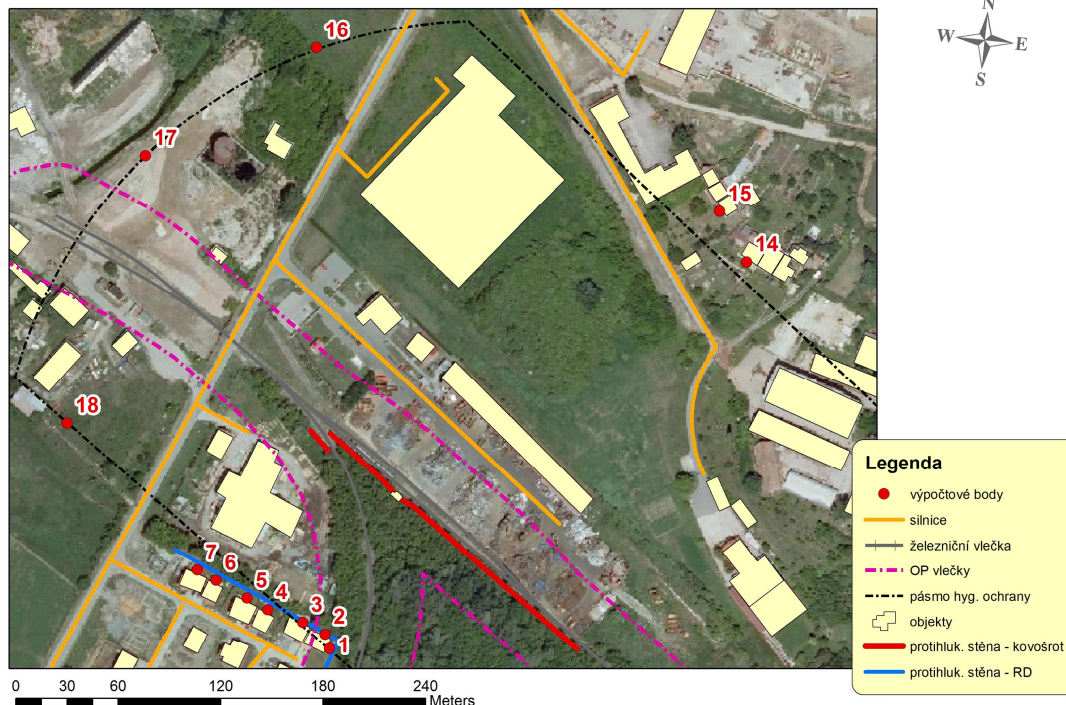 N
W E
S
16
17
15
14
18
7
6
5
4
3
2
1
Legenda
výpočtové body
silnice
železniční vlečka
OP vlečky
pásmo hyg. ochrany
objekty
protihluk. stěna - kovošrot
protihluk. stěna - RD
0 30 60 120 180 240
Meters